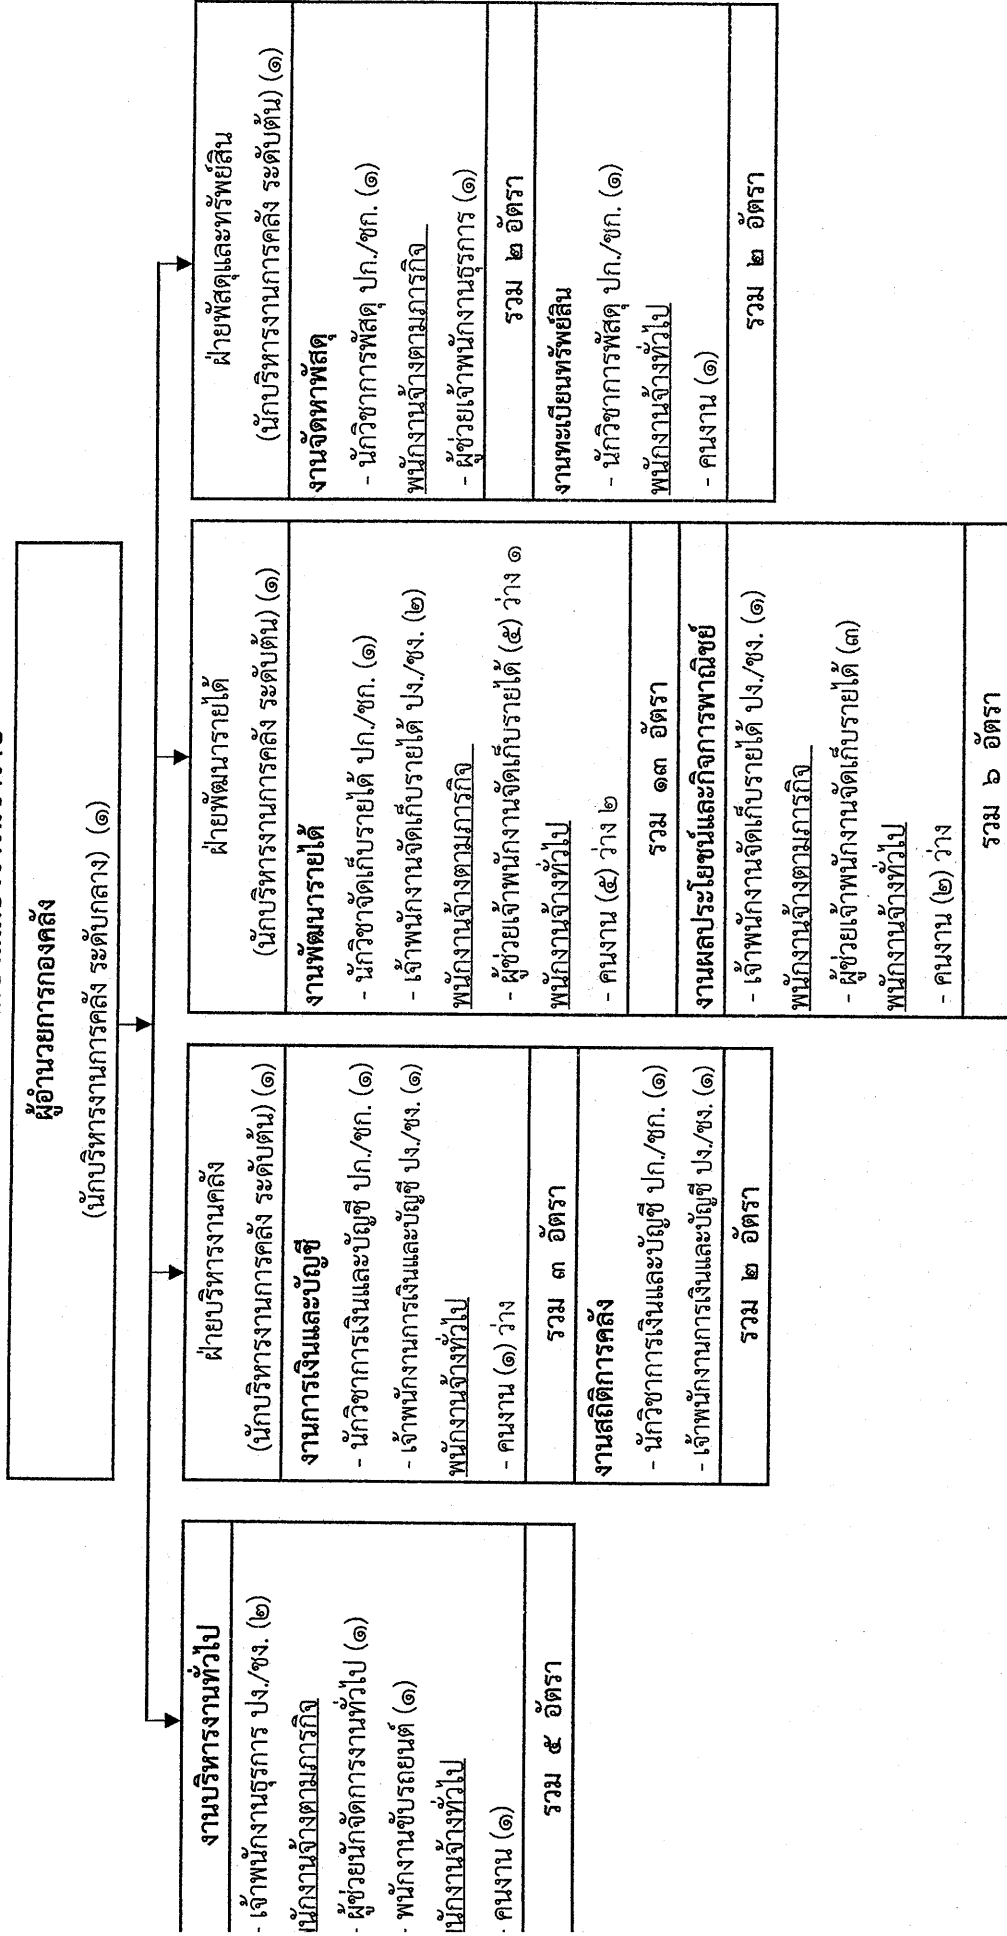 ผู้อำนวยการกองคลัง
(นักบริหารงานการคลัง ระดับกลาง) (๑)
งานบริหารงานทั่วไป
- เจ้าพนักงานธุรการ ปง./ชง. (๒)
พนักงานจ้างตามภารกิจ
- ผู้ช่วยนักจัดการงานทั่วไป (๑)
- พนักงานขับรถยนต์ (๑)
พนักงานจ้างทั่วไป
- คนงาน (๑)
รวม ๕ อัตรา
ฝ่ายบริหารงานคลัง
(นักบริหารงานการคลัง ระดับต้น) (๑)
งานการเงินและบัญชี
- นักวิชาการเงินและบัญชี ปก./ชก. (๑)
- เจ้าพนักงานการเงินและบัญชี ปง./ชง. (๑)
พนักงานจ้างทั่วไป
- คนงาน (๑) ว่าง
รวม ๓ อัตรา
งานสถิติการคลัง
- นักวิชาการเงินและบัญชี ปก./ชก. (๑)
- เจ้าพนักงานการเงินและบัญชี ปง./ชง. (๑)
รวม ๒ อัตรา
ฝ่ายพัฒนารายได้
(นักบริหารงานการคลัง ระดับต้น) (๑)
งานพัฒนารายได้
- นักวิชาจัดเก็บรายได้ ปก./ชก. (๑)
- เจ้าพนักงานจัดเก็บรายได้ ปง./ชง. (๒)
พนักงานจ้างตามภารกิจ
- ผู้ช่วยเจ้าพนักงานจัดเก็บรายได้ (๕) ว่าง ๑
พนักงานจ้างทั่วไป
- คนงาน (๕) ว่าง ๒
รวม ๑๓ อัตรา
งานผลประโยชน์และกิจการพาณิชย์
- เจ้าพนักงานจัดเก็บรายได้ ปง./ชง. (๑)
พนักงานจ้างตามภารกิจ
- ผู้ช่วยเจ้าพนักงานจัดเก็บรายได้ (๓)
พนักงานจ้างทั่วไป
- คนงาน (๒) ว่าง
รวม ๖ อัตรา
ฝ่ายพัสดุและทรัพย์สิน
(นักบริหารงานการคลัง ระดับต้น) (๑)
งานจัดหาพัสดุ
- นักวิชาการพัสดุ ปก./ชก. (๑)
พนักงานจ้างตามภารกิจ
- ผู้ช่วยเจ้าพนักงานธุรการ (๑)
รวม ๒ อัตรา
งานทะเบียนทรัพย์สิน
- นักวิชาการพัสดุ ปก./ชก. (๑)
พนักงานจ้างทั่วไป
- คนงาน (๑)
รวม ๒ อัตรา